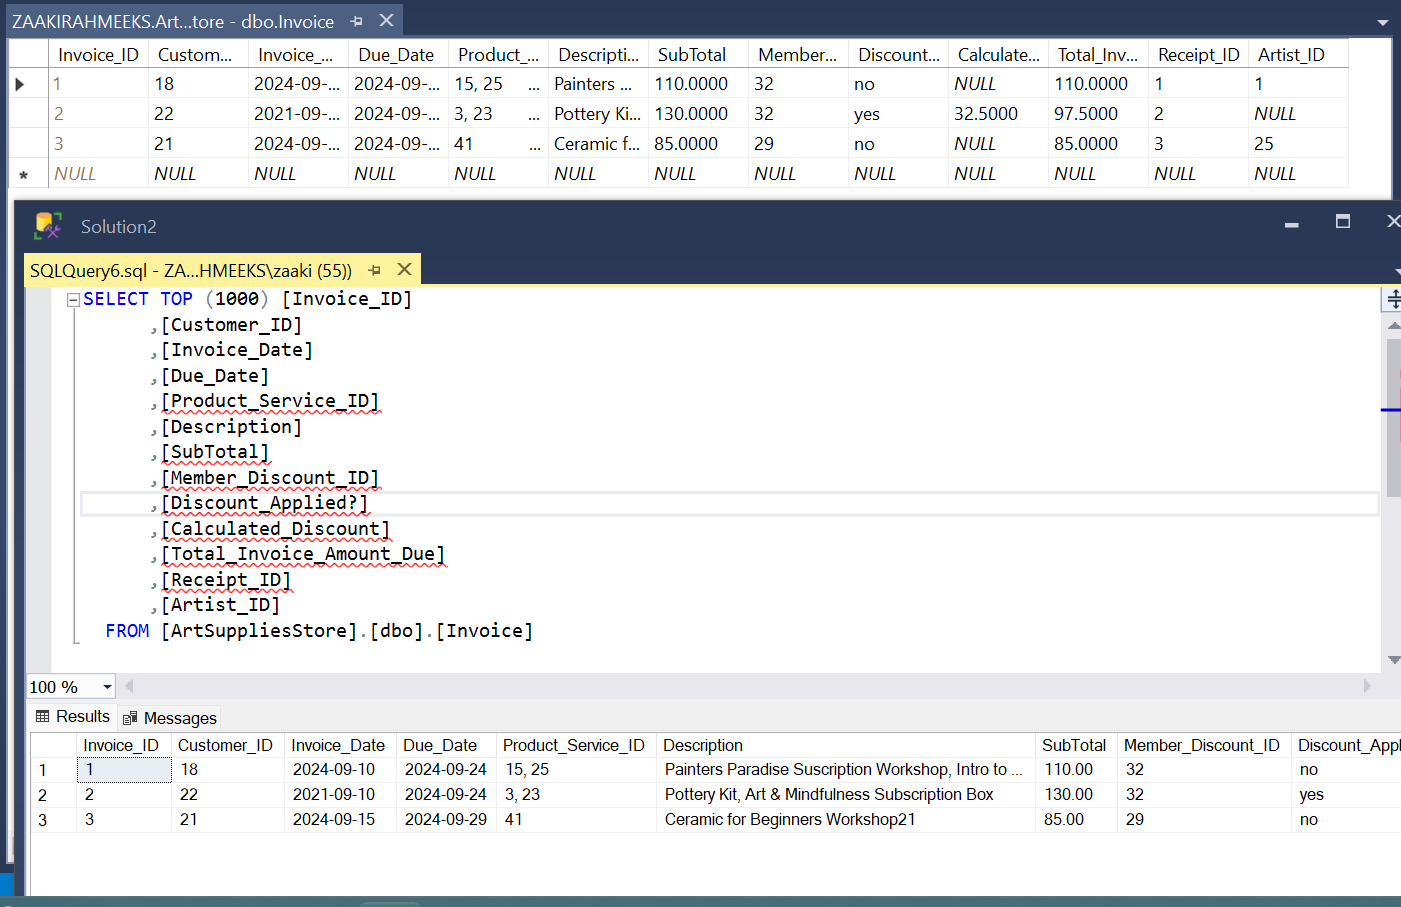 ZAAKIRAHMEEKS.Art...tore - dbo.Invoice
Invoice_ID Custom... Invoice_... Due_Date Product_... Descripti... SubTotal Member... Discount... Calculate... Total_Inv... Receipt_ID Artist_ID
1 18 2024-09-... 2024-09-... 15, 25 ... Painters ... 110.0000 32 no NULL 110.0000 1 1
2 22 2021-09-... 2024-09-... 3, 23 ... Pottery Ki... 130.0000 32 yes 32.5000 97.5000 2 NULL
3 21 2024-09-... 2024-09-... 41 ... Ceramic f... 85.0000 29 no NULL 85.0000 3 25
* NULL NULL NULL NULL NULL NULL NULL NULL NULL NULL NULL NULL NULL
Solution2
SQLQuery6.sql - ZA...HMEEKS\zaaki (55))
SELECT TOP (1000) [Invoice_ID]
,[Customer_ID]
,[Invoice_Date]
,[Due_Date]
,[Product_Service_ID]
,[Description]
,[SubTotal]
,[Member_Discount_ID]
,[Discount_Applied?]
,[Calculated_Discount]
,[Total_Invoice_Amount_Due]
,[Receipt_ID]
,[Artist_ID]
FROM [ArtSuppliesStore].[dbo].[Invoice]
100 %
Results Messages
Invoice_ID Customer_ID Invoice_Date Due_Date Product_Service_ID Description SubTotal Member_Discount_ID Discount_Appl
1 1 18 2024-09-10 2024-09-24 15, 25 Painters Paradise Suscription Workshop, Intro to ... 110.00 32 no
2 2 22 2021-09-10 2024-09-24 3, 23 Pottery Kit, Art & Mindfulness Subscription Box 130.00 32 yes
3 3 21 2024-09-15 2024-09-29 41 Ceramic for Beginners Workshop21 85.00 29 no